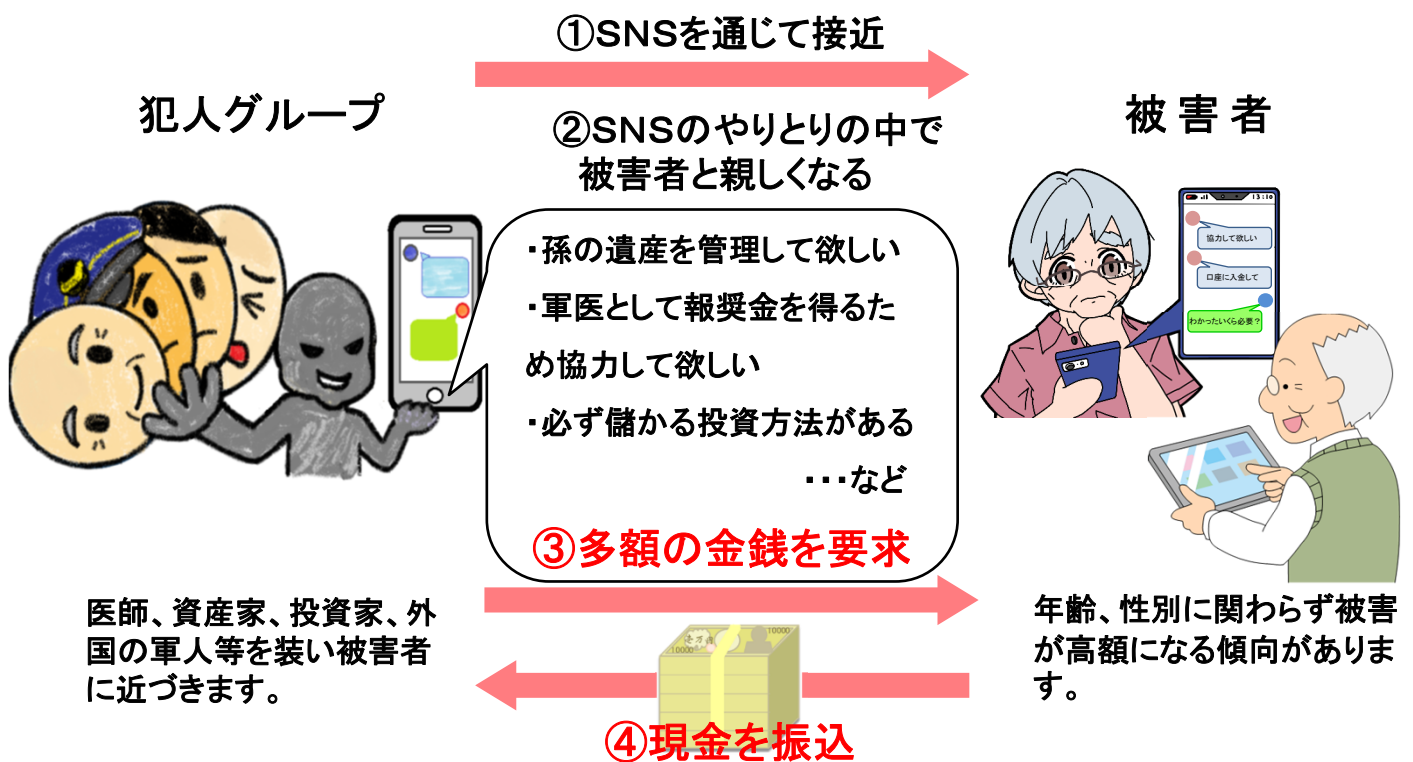 ①ＳＮＳを通じて接近
犯人グループ
被害者
②ＳＮＳのやりとりの中で
被害者と親しくなる
・孫の遺産を管理して欲しい
・軍医として報奨金を得るた
め協力して欲しい
・必ず儲かる投資方法がある
・・・など
13:10
協力して欲しい
口座に入金して
わかったいくら必要？
③多額の金銭を要求
医師、資産家、投資家、外
国の軍人等を装い被害者
に近づきます。
年齢、性別に関わらず被害
が高額になる傾向がありま
す。
10000
壱万円
10000
④現金を振込